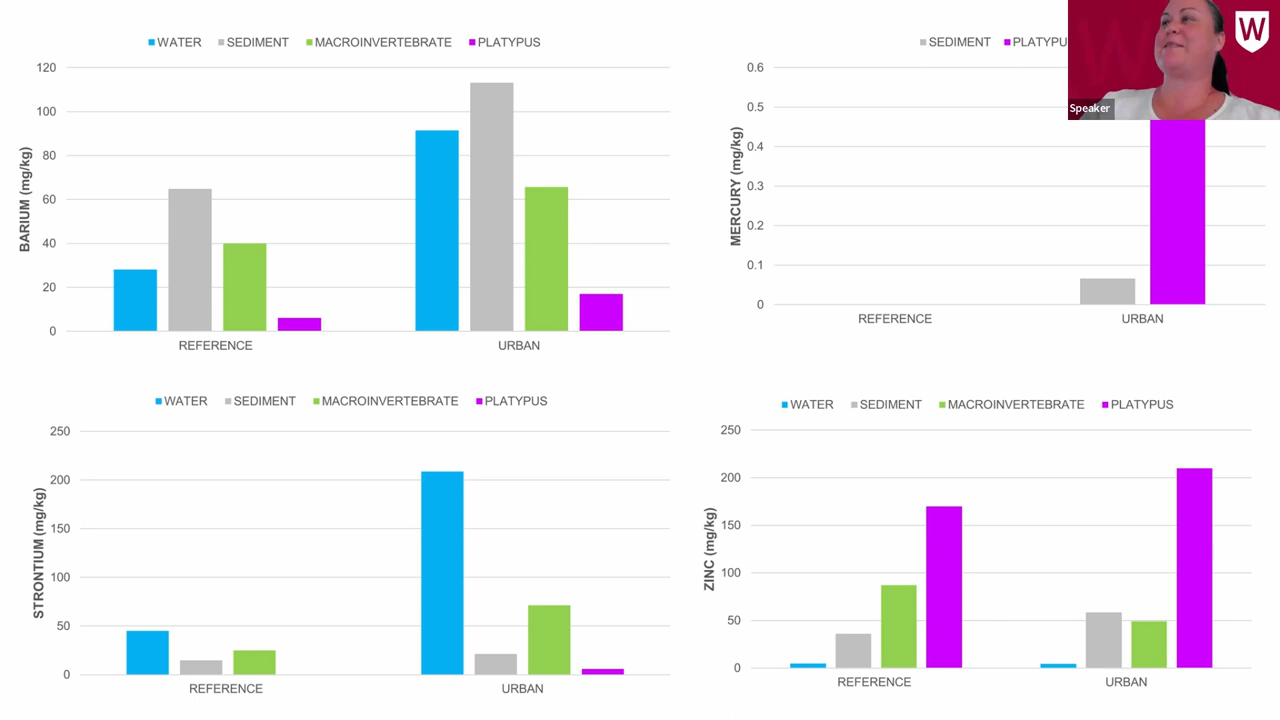 WATER SEDIMENT MACROINVERTEBRATE PLATYPUS
BARIUM (mg/kg)
120
100
80
60
40
20
0
REFERENCE URBAN
SEDIMENT PLATYPU
W
Speaker
MERCURY (mg/kg)
0.6
0.5
0.4
0.3
0.2
0.1
0
REFERENCE URBAN
WATER SEDIMENT MACROINVERTEBRATE PLATYPUS
STRONTIUM (mg/kg)
250
200
150
100
50
0
REFERENCE URBAN
WATER SEDIMENT MACROINVERTEBRATE PLATYPUS
ZINC (mg/kg)
250
200
150
100
50
0
REFERENCE URBAN